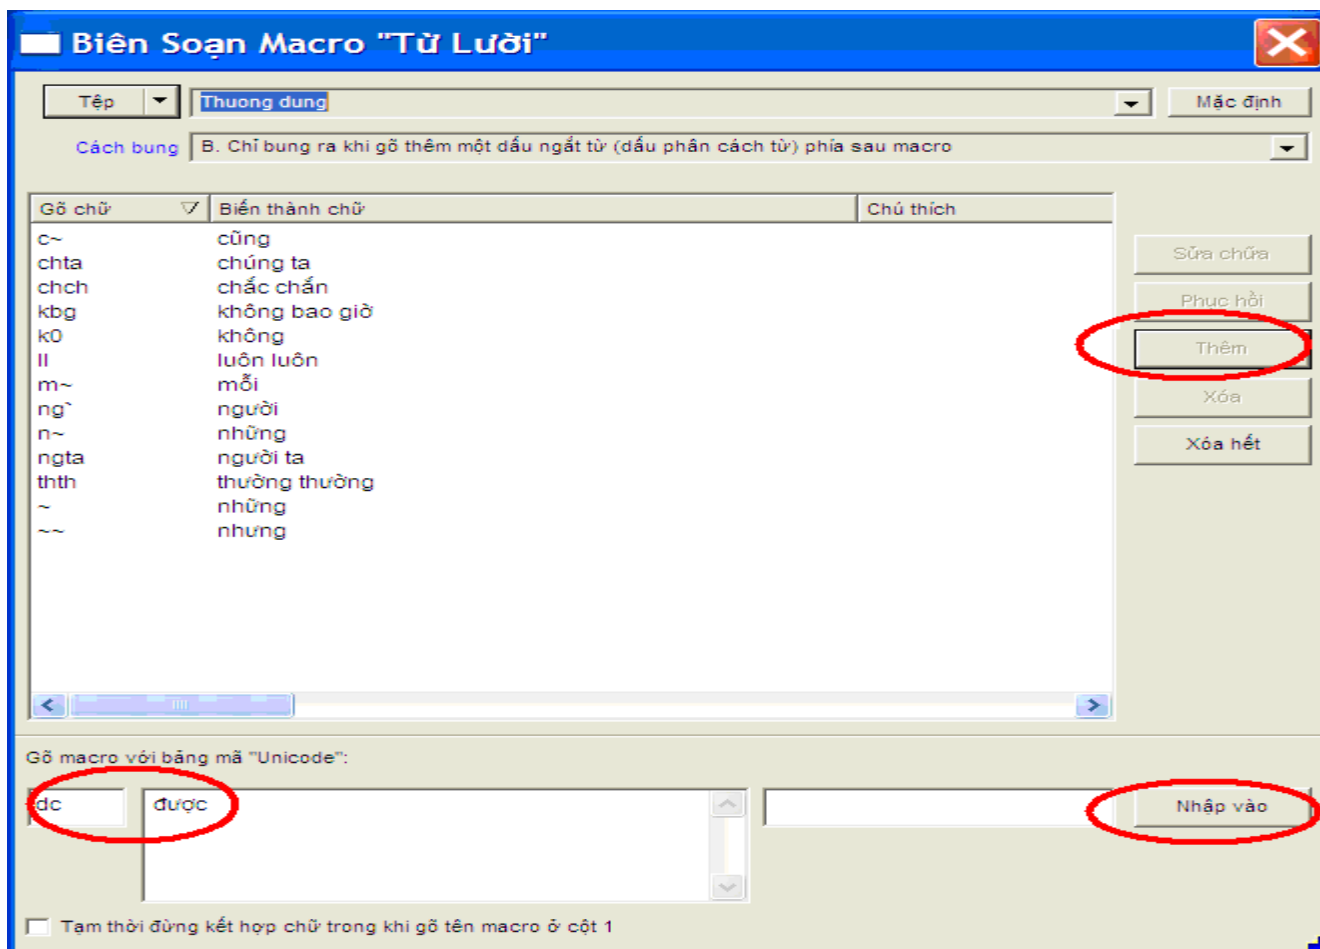 Biên Soạn Macro "Từ Lười"
Tệp Thuong dung Mặc định
Cách bung B. Chỉ bung ra khi gõ thêm một dấu ngắt từ (dấu phân cách từ) phía sau macro
Gõ chữ Biến thành chữ Chú thích
c~ cũng
chta chúng ta
chch chắc chắn
kbg không bao giờ
k0 không
ll luôn luôn
m~ mỗi
ng` người
n~ những
ngta người ta
thth thường thường
~ những
~~ nhưng
Sửa chữa
Phục hồi
Thêm
Xóa
Xóa hết
Gõ macro với bảng mã "Unicode":
dc được Nhập vào
Tạm thời đừng kết hợp chữ trong khi gõ tên macro ở cột 1